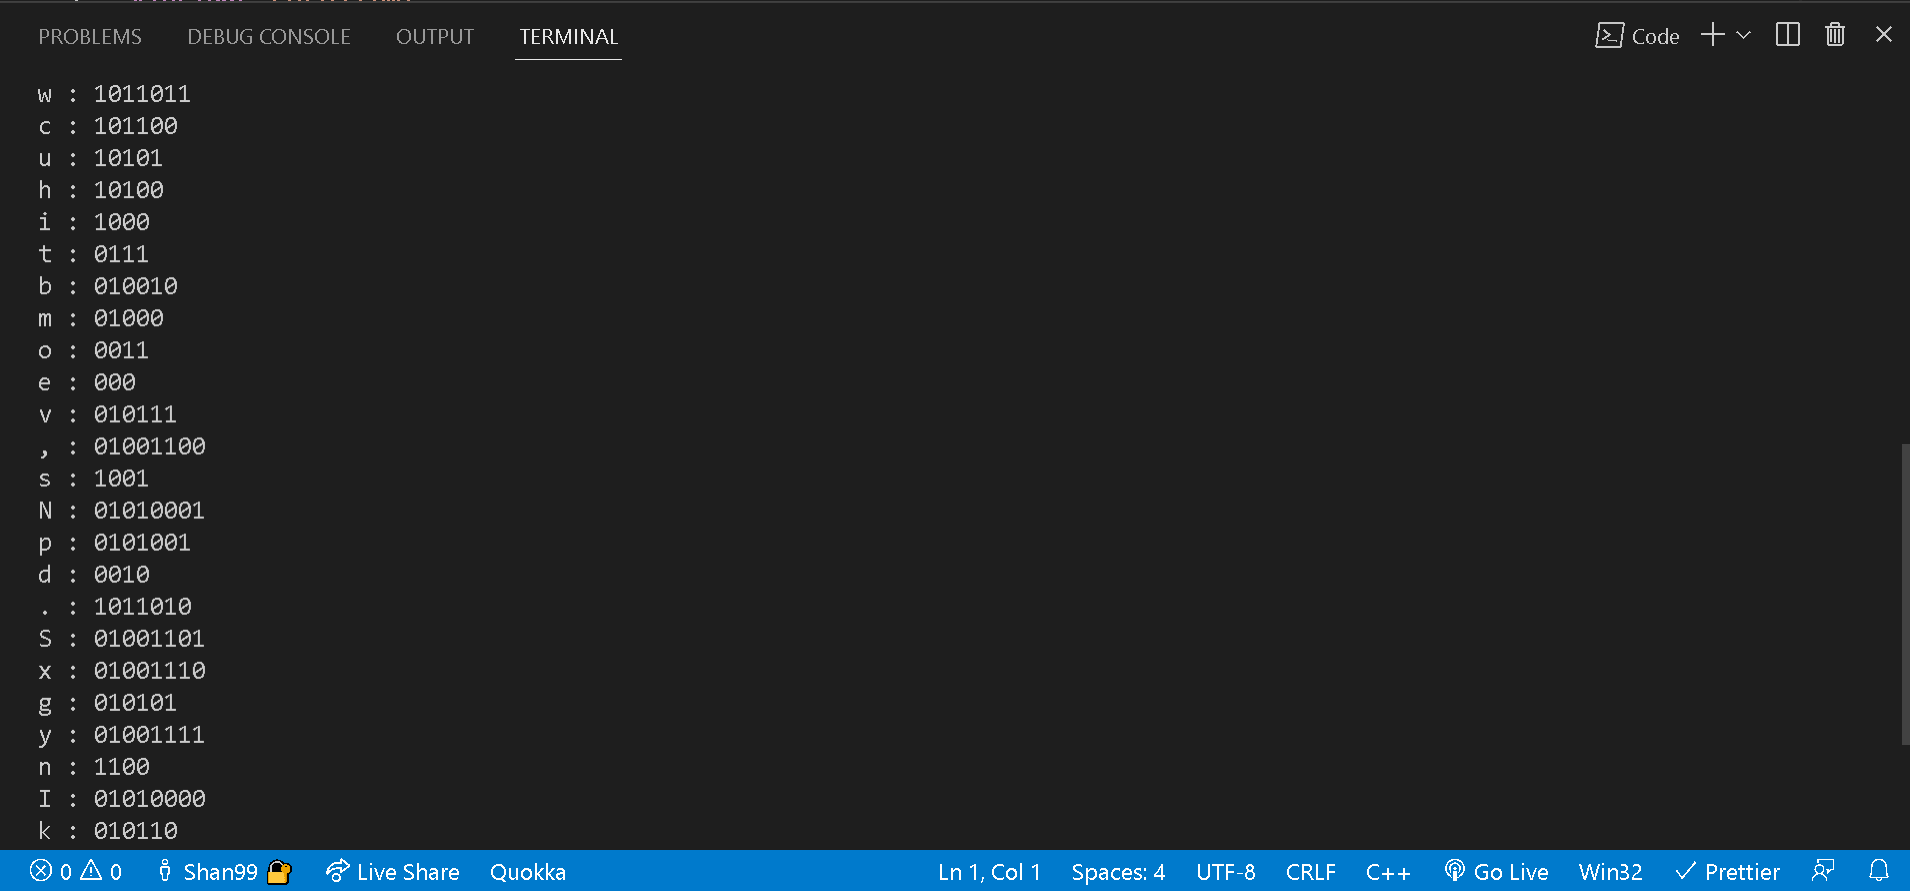 PROBLEMS DEBUG CONSOLE OUTPUT TERMINAL Code
w : 1011011
c : 101100
u : 10101
h : 10100
i : 1000
t : 0111
b : 010010
m : 01000
o : 0011
e : 000
v : 010111
, : 01001100
s : 1001
N : 01010001
p : 0101001
d : 0010
. : 1011010
S : 01001101
x : 01001110
g : 010101
y : 01001111
n : 1100
I : 01010000
k : 010110
0 0 Shan99 Live Share Quokka Ln 1, Col 1 Spaces: 4 UTF-8 CRLF C++ Go Live Win32 Prettier